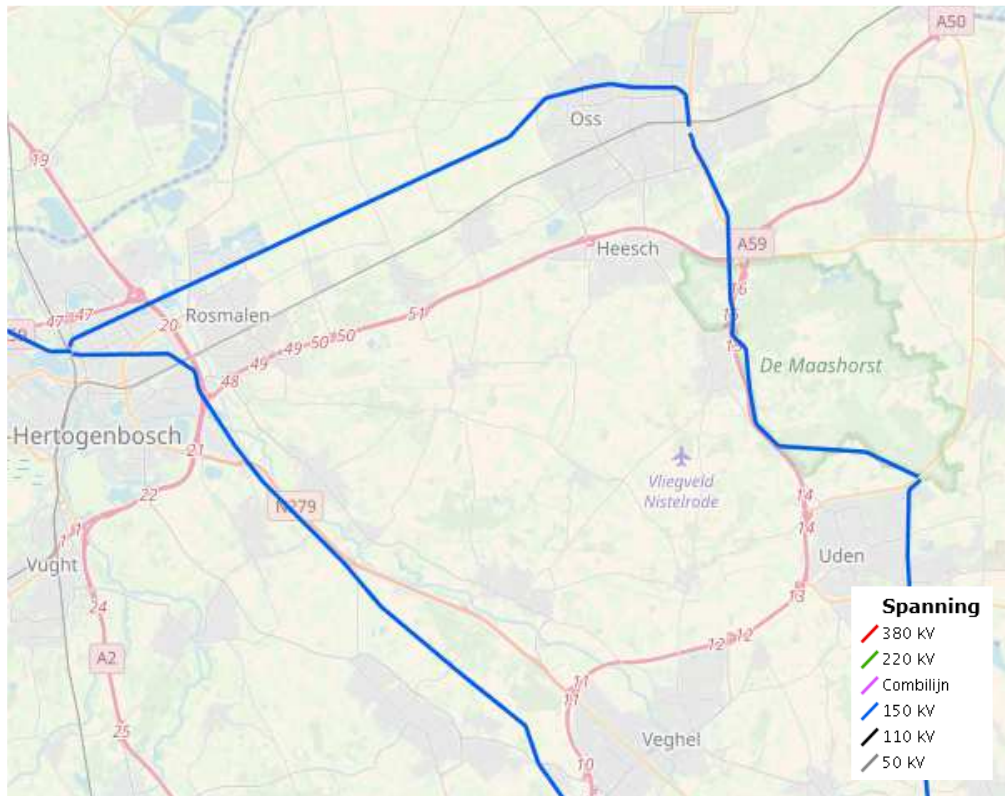 A50
Oss
19
A59
Heesch
16
15
47
47
20
Rosmalen
51
50
50
49
49
48
De Maashorst
-Hertogenbosch
21
22
Vliegveld
Nistelrode
N279
14
14
1
1
Vught
Uden
13
24
12
12
A2
11
11
25
Veghel
10
Spanning
380 kV
220 kV
Combilijn
150 kV
110 kV
50 kV